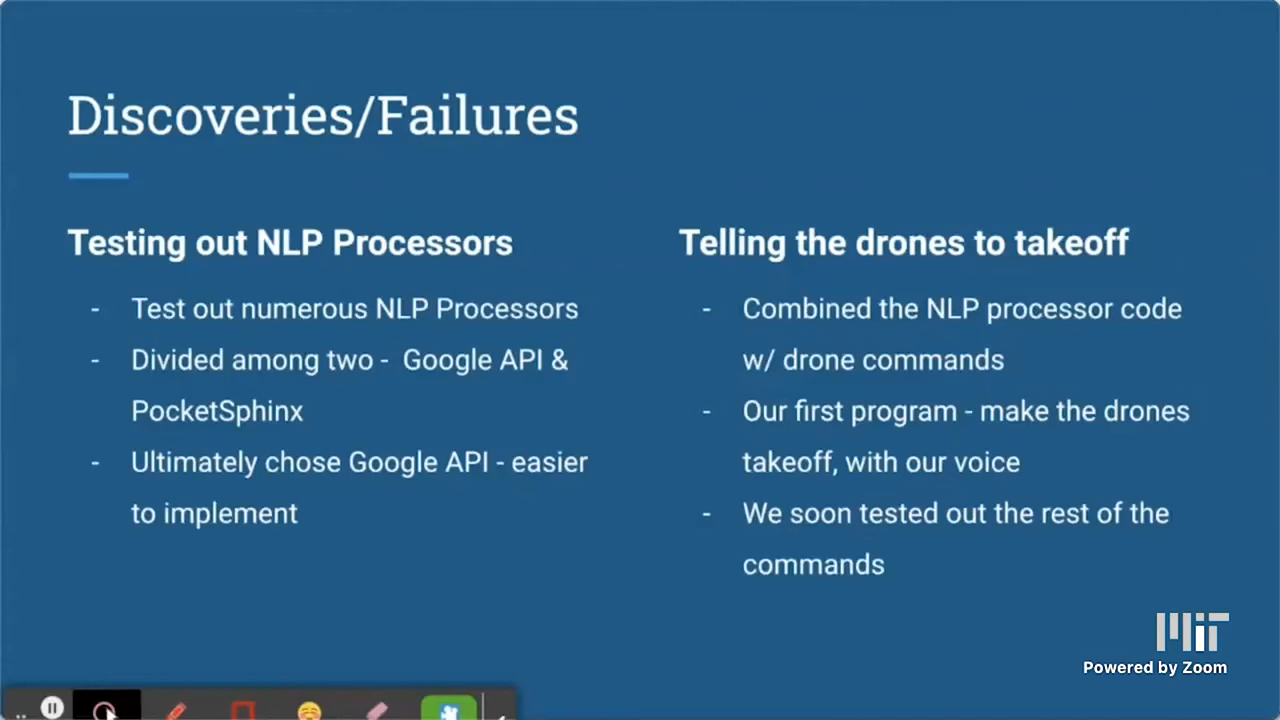 Discoveries/Failures
Testing out NLP Processors
- Test out numerous NLP Processors
- Divided among two - Google API &
PocketSphinx
- Ultimately chose Google API - easier
to implement
Telling the drones to takeoff
- Combined the NLP processor code
w/ drone commands
- Our first program - make the drones
takeoff, with our voice
- We soon tested out the rest of the
commands
MIT
Powered by Zoom